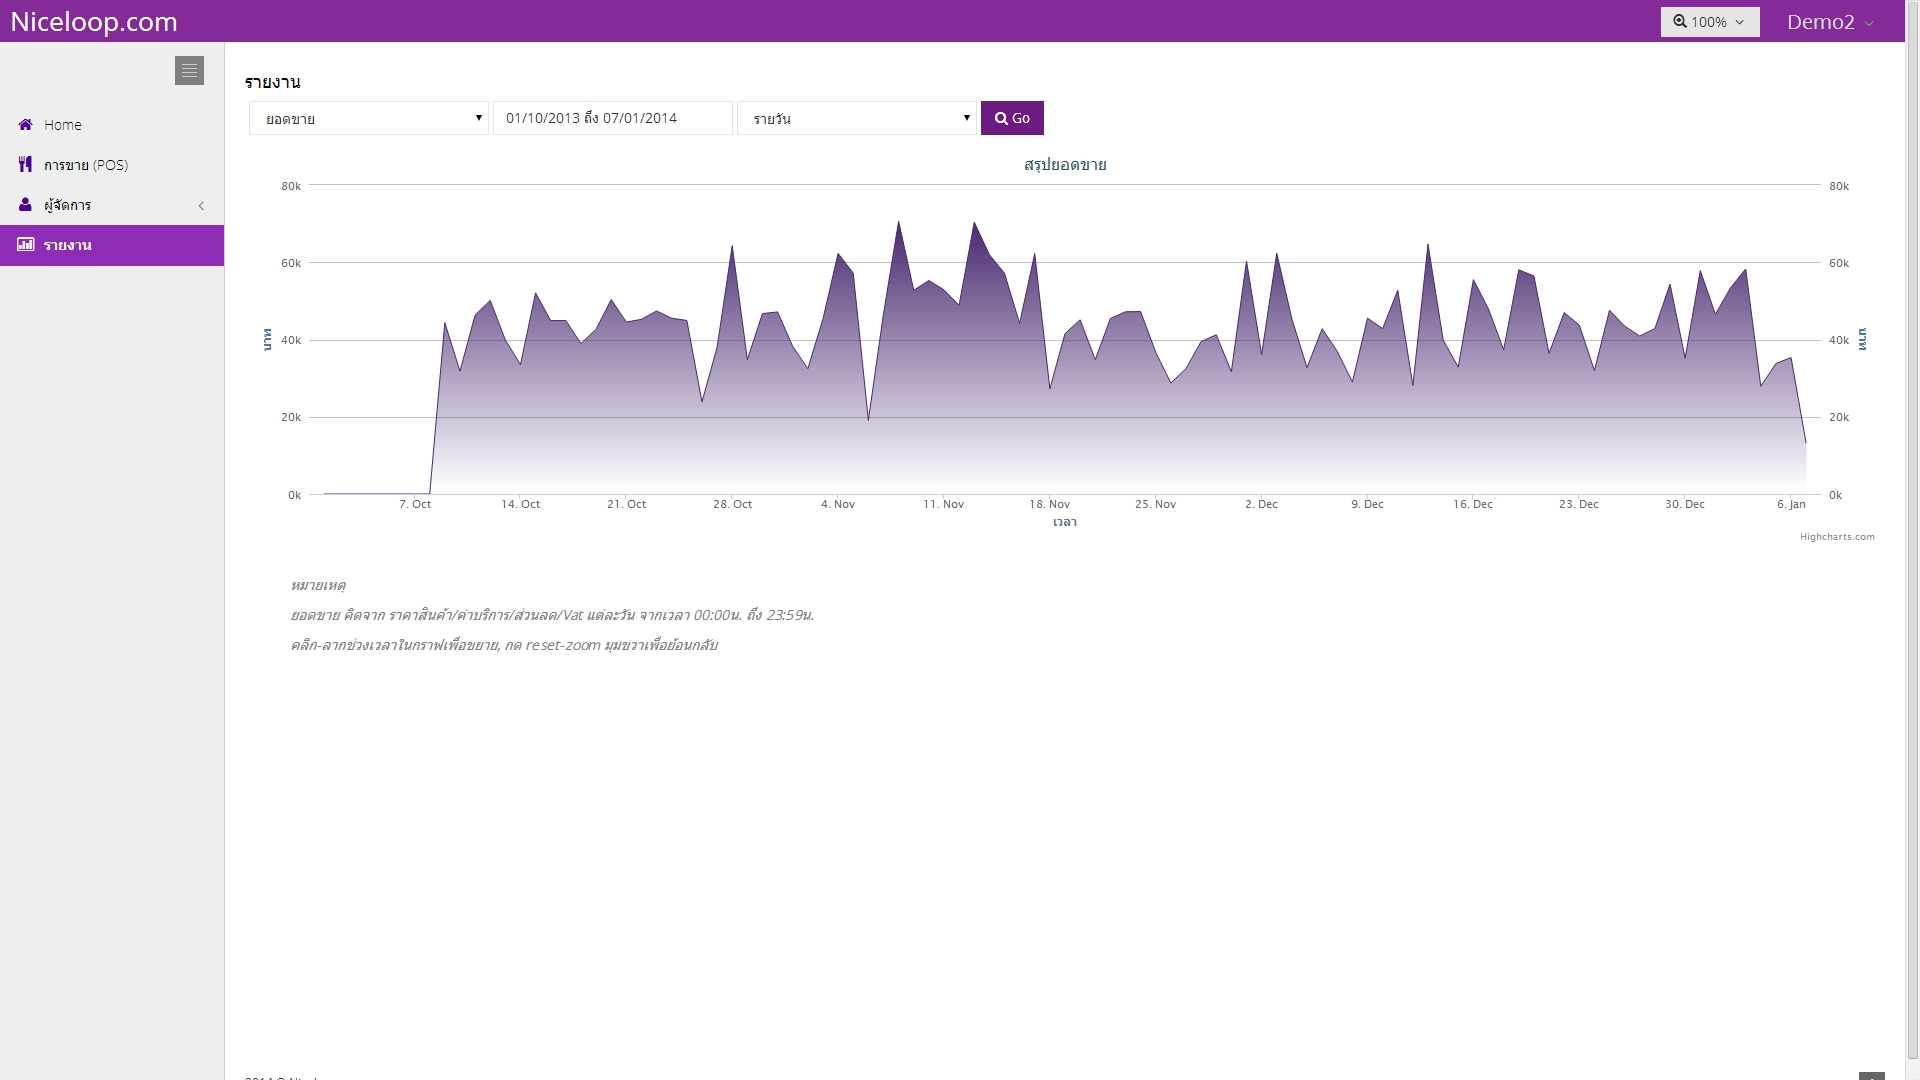 Niceloop.com
100%
Demo2
Home
การขาย (POS)
ผู้จัดการ
รายงาน
รายงาน
ยอดขาย
01/10/2013 ถึง 07/01/2014
รายวัน
Go
สรุปยอดขาย
80k
60k
40k
20k
0k
บาท
80k
60k
40k
20k
0k
บาท
7. Oct
14. Oct
21. Oct
28. Oct
4. Nov
11. Nov
18. Nov
25. Nov
2. Dec
9. Dec
16. Dec
23. Dec
30. Dec
6. Jan
เวลา
Highcharts.com
หมายเหตุ
ยอดขาย คิดจาก ราคาสินค้า/ค่าบริการ/ส่วนลด/Vat แต่ละวัน จากเวลา 00:00น. ถึง 23:59น.
คลิก-ลากช่วงเวลาในกราฟเพื่อขยาย, กด reset-zoom มุมขวาเพื่อย้อนกลับ